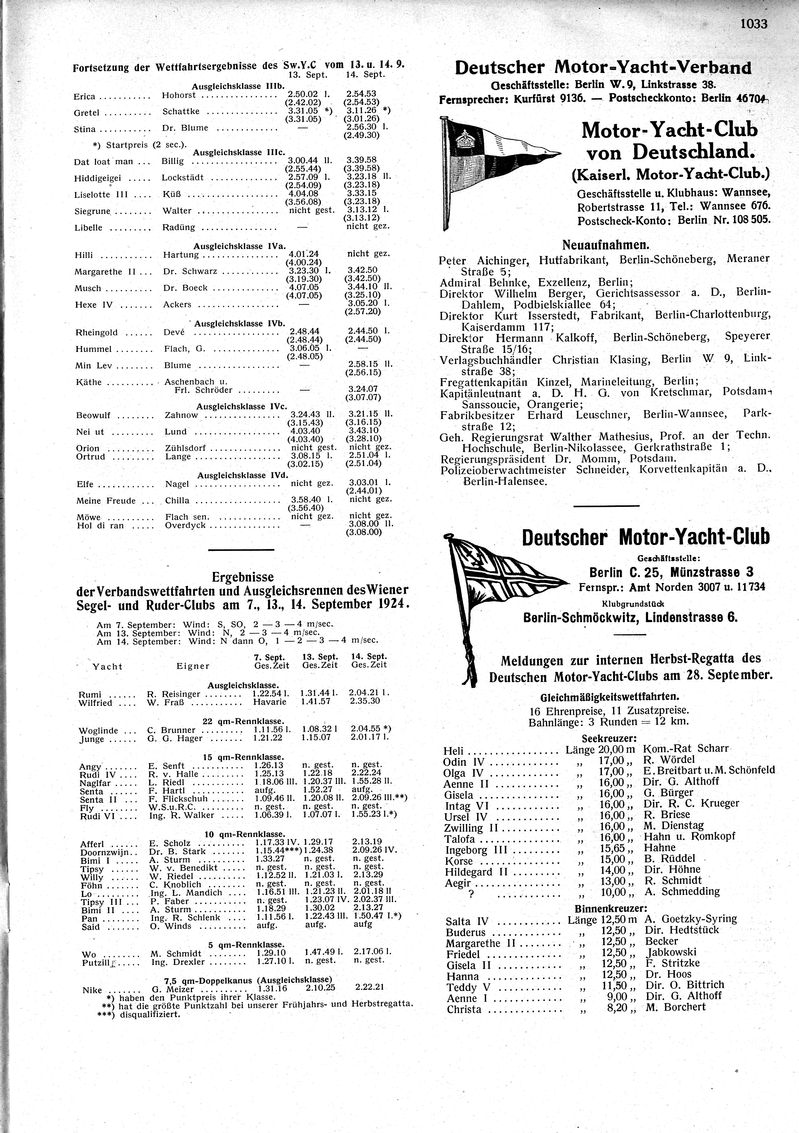 1033
Fortsetzung der Wettfahrtsergebnisse des Sw.Y.C vom 13. u. 14. 9.
13. Sept. 14. Sept.
Ausgleichsklasse IIIb.
Erica ........... Hohorst ................ 2.50.02 I. 2.54.53
(2.42.02) (2.54.53)
Gretel .......... Schattke ............... 3.31.05 *) 3.11.26 *)
(3.31.05) (3.01.26)
Stina ........... Dr. Blume ............. — 2.56.30 I.
(2.49.30)
*) Startpreis (2 sec.).
Ausgleichsklasse IIIc.
Dat loat man ... Billig .................. 3.00.44 II. 3.39.58
(2.55.44) (3.39.58)
Hiddigeigei ..... Lockstädt .............. 2.57.09 I. 3.23.18 II.
(2.54.09) (3.23.18)
Liselotte III .... Küß ................... 4.04.08 3.33.15
(3.56.08) (3.23.18)
Siegrune ........ Walter ................. nicht gest. 3.13.12 I.
(3.13.12)
Libelle ......... Radüng ................ — nicht gez.
Ausgleichsklasse IVa.
Hilli ........... Hartung ................ 4.01.24 nicht gez.
(4.00.24)
Margarethe II ... Dr. Schwarz ............ 3.23.30 I. 3.42.50
(3.19.30) (3.42.50)
Musch .......... Dr. Boeck .............. 4.07.05 3.44.10 II.
(4.07.05) (3.25.10)
Hexe IV ....... Ackers ................. — 3.05.20 I.
(2.57.20)
Ausgleichsklasse IVb.
Rheingold ...... Devé .................. 2.48.44 2.44.50 I.
(2.48.44) (2.44.50)
Hummel ........ Flach, G. .............. 3.06.05 I. —
(2.48.05)
Min Lev ........ Blume ................. — 2.58.15 II.
(2.56.15)
Käthe .......... Aschenbach u.
Frl. Schröder ......... — 3.24.07
(3.07.07)
Ausgleichsklasse IVc.
Beowulf ........ Zahnow ................ 3.24.43 II. 3.21.15 II.
(3.15.43) (3.16.15)
Nei ut ......... Lund .................. 4.03.40 3.43.10
(4.03.40) (3.28.10)
Orion .......... Zühlsdorf ............... nicht gest. nicht gez.
Ortrud ......... Lange .................. 3.08.15 I. 2.51.04 I.
(3.02.15) (2.51.04)
Ausgleichsklasse IVd.
Elfe ............ Nagel .................. nicht gez. 3.03.01 I.
(2.44.01)
Meine Freude ... Chilla .................. 3.58.40 I. nicht gez.
(3.56.40)
Möwe .......... Flach sen. .............. nicht gez. nicht gez.
Hol di ran ..... Overdyck ............... — 3.08.00 II.
(3.08.00)
Ergebnisse
der Verbandswettfahrten und Ausgleichsrennen des Wiener
Segel- und Ruder-Clubs am 7., 13., 14. September 1924.
Am 7. September: Wind: S, SO, 2 — 3 — 4 m/sec.
Am 13. September: Wind: N, 2 — 3 — 4 m/sec.
Am 14. September: Wind: N dann O, 1 — 2 — 3 — 4 m/sec.
7. Sept. 13. Sept. 14. Sept.
Yacht Eigner Ges.Zeit Ges.Zeit Ges.Zeit
Ausgleichsklasse.
Rumi ...... R. Reisinger ........ 1.22.54 I. 1.31.44 I. 2.04.21 I.
Wilfried .... W. Fraß ........... Havarie 1.41.57 2.35.30
22 qm-Rennklasse.
Woglinde ... C. Brunner ......... 1.11.56 I. 1.08.32 I 2.04.55 *)
Junge ...... G. G. Hager ....... 1.21.22 1.15.07 2.01.17 I.
15 qm-Rennklasse.
Angy ....... E. Senft ........... 1.26.13 n. gest. n. gest.
Rudi IV .... R. v. Halle ......... 1.25.13 1.22.18 2.22.24
Naglfar ..... L. Riedl ........... 1 18.06 III. 1.20.37 III. 1.55.28 II.
Senta ...... F. Hartl ........... aufg. 1.52.27 aufg.
Senta II ... F. Flickschuh ....... 1.09.46 II. 1.20.08 II. 2.09.26 III.**)
Fly ........ W.S.u.R.C. ......... n. gest. n. gest. n. gest.
Rudi VI .... Ing. R. Walker ..... 1.06.39 I. 1.07.07 I. 1.55.23 I.*)
10 qm-Rennklasse.
Afferl ...... E. Scholz .......... 1.17.33 IV. 1.29.17 2.13.19
Doornzwijn.. Dr. B. Stark ....... 1.15.44***) 1.24.38 2.09.26 IV.
Bimi I ..... A. Sturm .......... 1.33.27 n. gest. n. gest.
Tipsy ...... W. v. Benedikt ..... n. gest. n. gest. n. gest.
Willy ...... W. Riedel .......... 1.12.52 II. 1.21.03 I. 2.13.29
Föhn ....... C. Knoblich ........ n. gest. n. gest. n. gest.
Lo ......... Ing. L. Mandich .... 1.16.51 III. 1.21.23 II. 2.01.18 II
Tipsy III ... P. Faber ........... n. gest. 1.23.07 IV. 2.02.37 III.
Bimi II .... A. Sturm ........... 1.18.29 1.30.02 2.13.27
Pan ........ Ing. R. Schlenk .... 1.11.56 I. 1.22.43 III. 1.50.47 I.*)
Said ....... O. Winds .......... aufg. aufg. aufg
5 qm-Rennklasse.
Wo ........ M. Schmidt ........ 1.29.10 1.47.49 I. 2.17.06 I.
Putzill ..... Ing. Drexler ........ 1.27.10 I. n. gest. n. gest.
7,5 qm-Doppelkanus (Ausgleichsklasse)
Nike ....... G. Meizer .......... 1.31.16 2.10.25 2.22.21
*) haben den Punktpreis ihrer Klasse.
**) hat die größte Punktzahl bei unserer Frühjahrs- und Herbstregatta.
***) disqualifiziert.
Deutscher Motor-Yacht-Verband
Geschäftsstelle: Berlin W. 9, Linkstrasse 38.
Fernsprecher: Kurfürst 9136. — Postscheckkonto: Berlin 46704.
Motor-Yacht-Club
von Deutschland.
(Kaiserl. Motor-Yacht-Club.)
Geschäftsstelle u. Klubhaus: Wannsee,
Robertstrasse 11, Tel.: Wannsee 676.
Postscheck-Konto: Berlin Nr. 108 505.
Neuaufnahmen.
Peter Aichinger, Hutfabrikant, Berlin-Schöneberg, Meraner
Straße 5;
Admiral Behnke, Exzellenz, Berlin;
Direktor Wilhelm Berger, Gerichtsassessor a. D., Berlin-
Dahlem, Podbielskiallee 64;
Direktor Kurt Isserstedt, Fabrikant, Berlin-Charlottenburg,
Kaiserdamm 117;
Direktor Hermann Kalkoff, Berlin-Schöneberg, Speyerer
Straße 15/16;
Verlagsbuchhändler Christian Klasing, Berlin W 9, Link-
straße 38;
Fregattenkapitän Kinzel, Marineleitung, Berlin;
Kapitänleutnant a. D. H. G. von Kretschmar, Potsdam-
Sanssoucie, Orangerie;
Fabrikbesitzer Erhard Leuschner, Berlin-Wannsee, Park-
straße 12;
Geh. Regierungsrat Walther Mathesius, Prof. an der Techn.
Hochschule, Berlin-Nikolassee, Gerkrathstraße 1;
Regierungspräsident Dr. Momm, Potsdam.
Polizeioberwachtmeister Schneider, Korvettenkapitän a. D.,
Berlin-Halensee.
Deutscher Motor-Yacht-Club
Geschäftsstelle:
Berlin C. 25, Münzstrasse 3
Fernspr.: Amt Norden 3007 u. 11734
Klubgrundstück
Berlin-Schmöckwitz, Lindenstrasse 6.
Meldungen zur internen Herbst-Regatta des
Deutschen Motor-Yacht-Clubs am 28. September.
Gleichmäßigkeitswettfahrten.
16 Ehrenpreise, 11 Zusatzpreise.
Bahnlänge: 3 Runden = 12 km.
Seekreuzer:
Heli ................. Länge 20,00 m Kom.-Rat Scharr
Odin IV ............. „ 17,00 „ R. Wördel
Olga IV ............. „ 17,00 „ E. Breitbart u. M. Schönfeld
Aenne II ............ „ 16,00 „ Dir. G. Althoff
Gisela ............... „ 16,00 „ G. Bürger
Intag VI ............ „ 16,00 „ Dir. R. C. Krueger
Ursel IV ............ „ 16,00 „ R. Briese
Zwilling II ........... „ 16,00 „ M. Dienstag
Talofa ............... „ 16,00 „ Hahn u. Romkopf
Ingeborg III ......... „ 15,65 „ Hahne
Korse ............... „ 15,00 „ B. Rüddel
Hildegard II ......... „ 14,00 „ Dir. Höhne
Aegir ................ „ 13,00 „ R. Schmidt
? ............ „ 10,00 „ A. Schmedding
Binnenkreuzer:
Salta IV ............ Länge 12,50 m A. Goetzky-Syring
Buderus ............. „ 12,50 „ Dir. Hedtstück
Margarethe II ........ „ 12,50 „ Becker
Friedel .............. „ 12,50 „ Jabkowski
Gisela II ............ „ 12,50 „ F. Stritzke
Hanna .............. „ 12,50 „ Dr. Hoos
Teddy V ............ „ 11,50 „ Dir. O. Bittrich
Aenne I ............. „ 9,00 „ Dir. G. Althoff
Christa .............. „ 8,20 „ M. Borchert